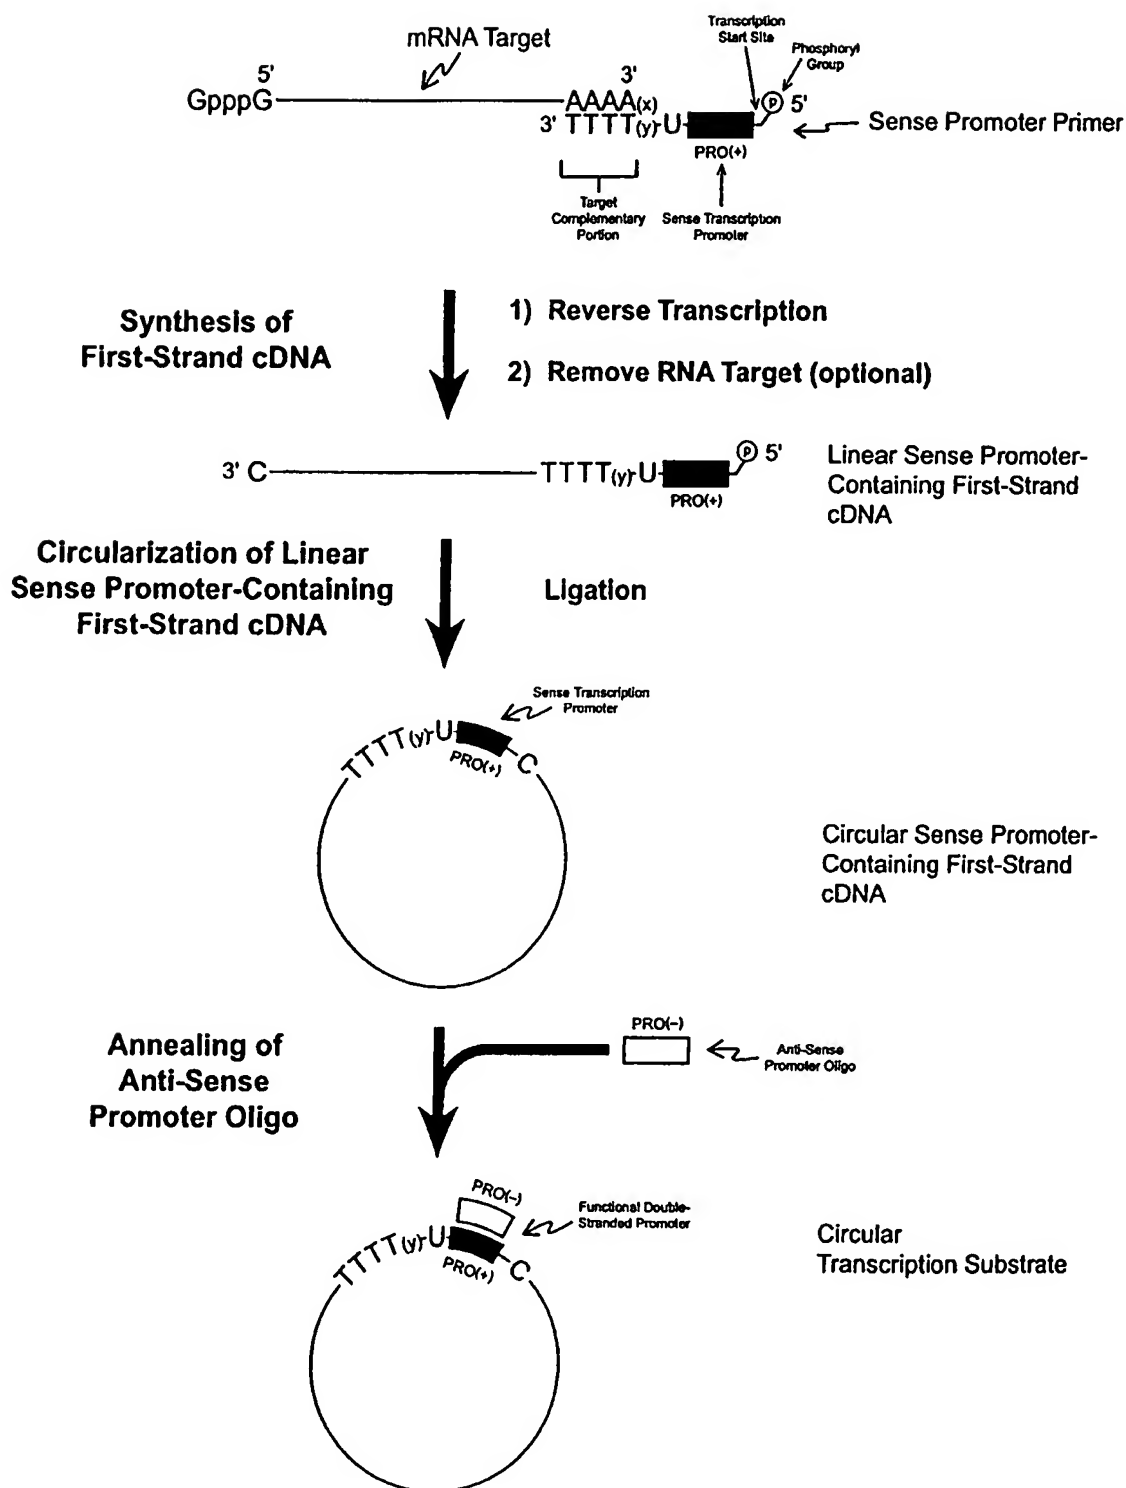 mRNA Target
Transcription
Start Site
Phosphoryl
Group
5'
3'
GpppG
AAAA(x)
P 5'
3' TTTT(y)-U
Sense Promoter Primer
PRO(+)
Target
Complementary
Portion
Sense Transcription
Promoter
Synthesis of
First-Strand cDNA
1) Reverse Transcription
2) Remove RNA Target (optional)
3' C
TTTT(y)-U
P 5'
PRO(+)
Linear Sense Promoter-
Containing First-Strand
cDNA
Circularization of Linear
Sense Promoter-Containing
First-Strand cDNA
Ligation
Sense Transcription
Promoter
TTTT(y)-U
PRO(+)
C
Circular Sense Promoter-
Containing First-Strand
cDNA
Annealing of
Anti-Sense
Promoter Oligo
PRO(-)
Anti-Sense
Promoter Oligo
PRO(-)
Functional Double-
Stranded Promoter
TTTT(y)-U
PRO(+)
C
Circular
Transcription Substrate